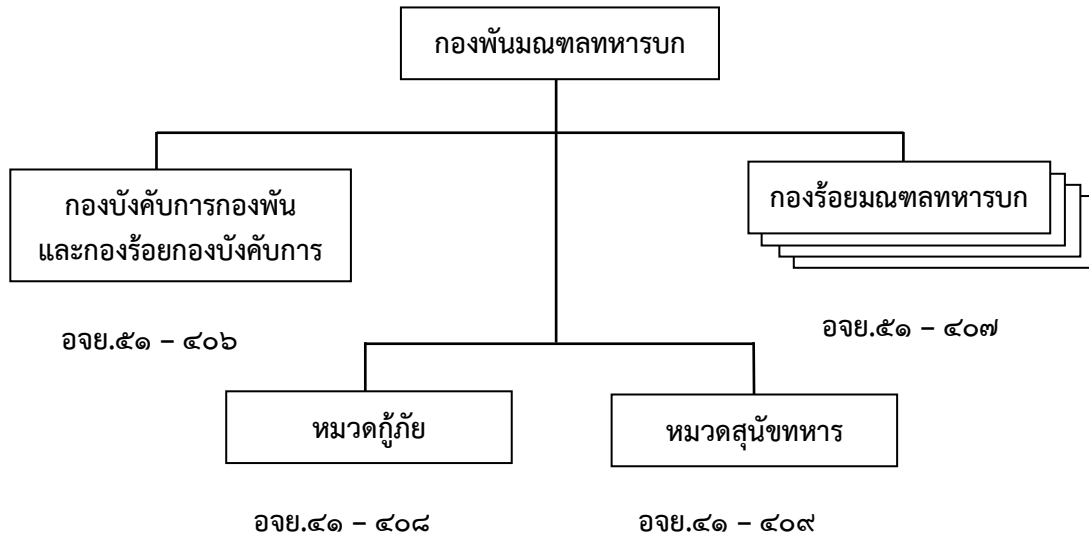 กองพันมณฑลทหารบก
กองบังคับการกองพัน
และกองร้อยกองบังคับการ
กองร้อยมณฑลทหารบก
อจย.๕๑ – ๔๐๖
อจย.๕๑ – ๔๐๗
หมวดกู้ภัย
หมวดสุนัขทหาร
อจย.๔๑ – ๔๐๘
อจย.๔๑ – ๔๐๙